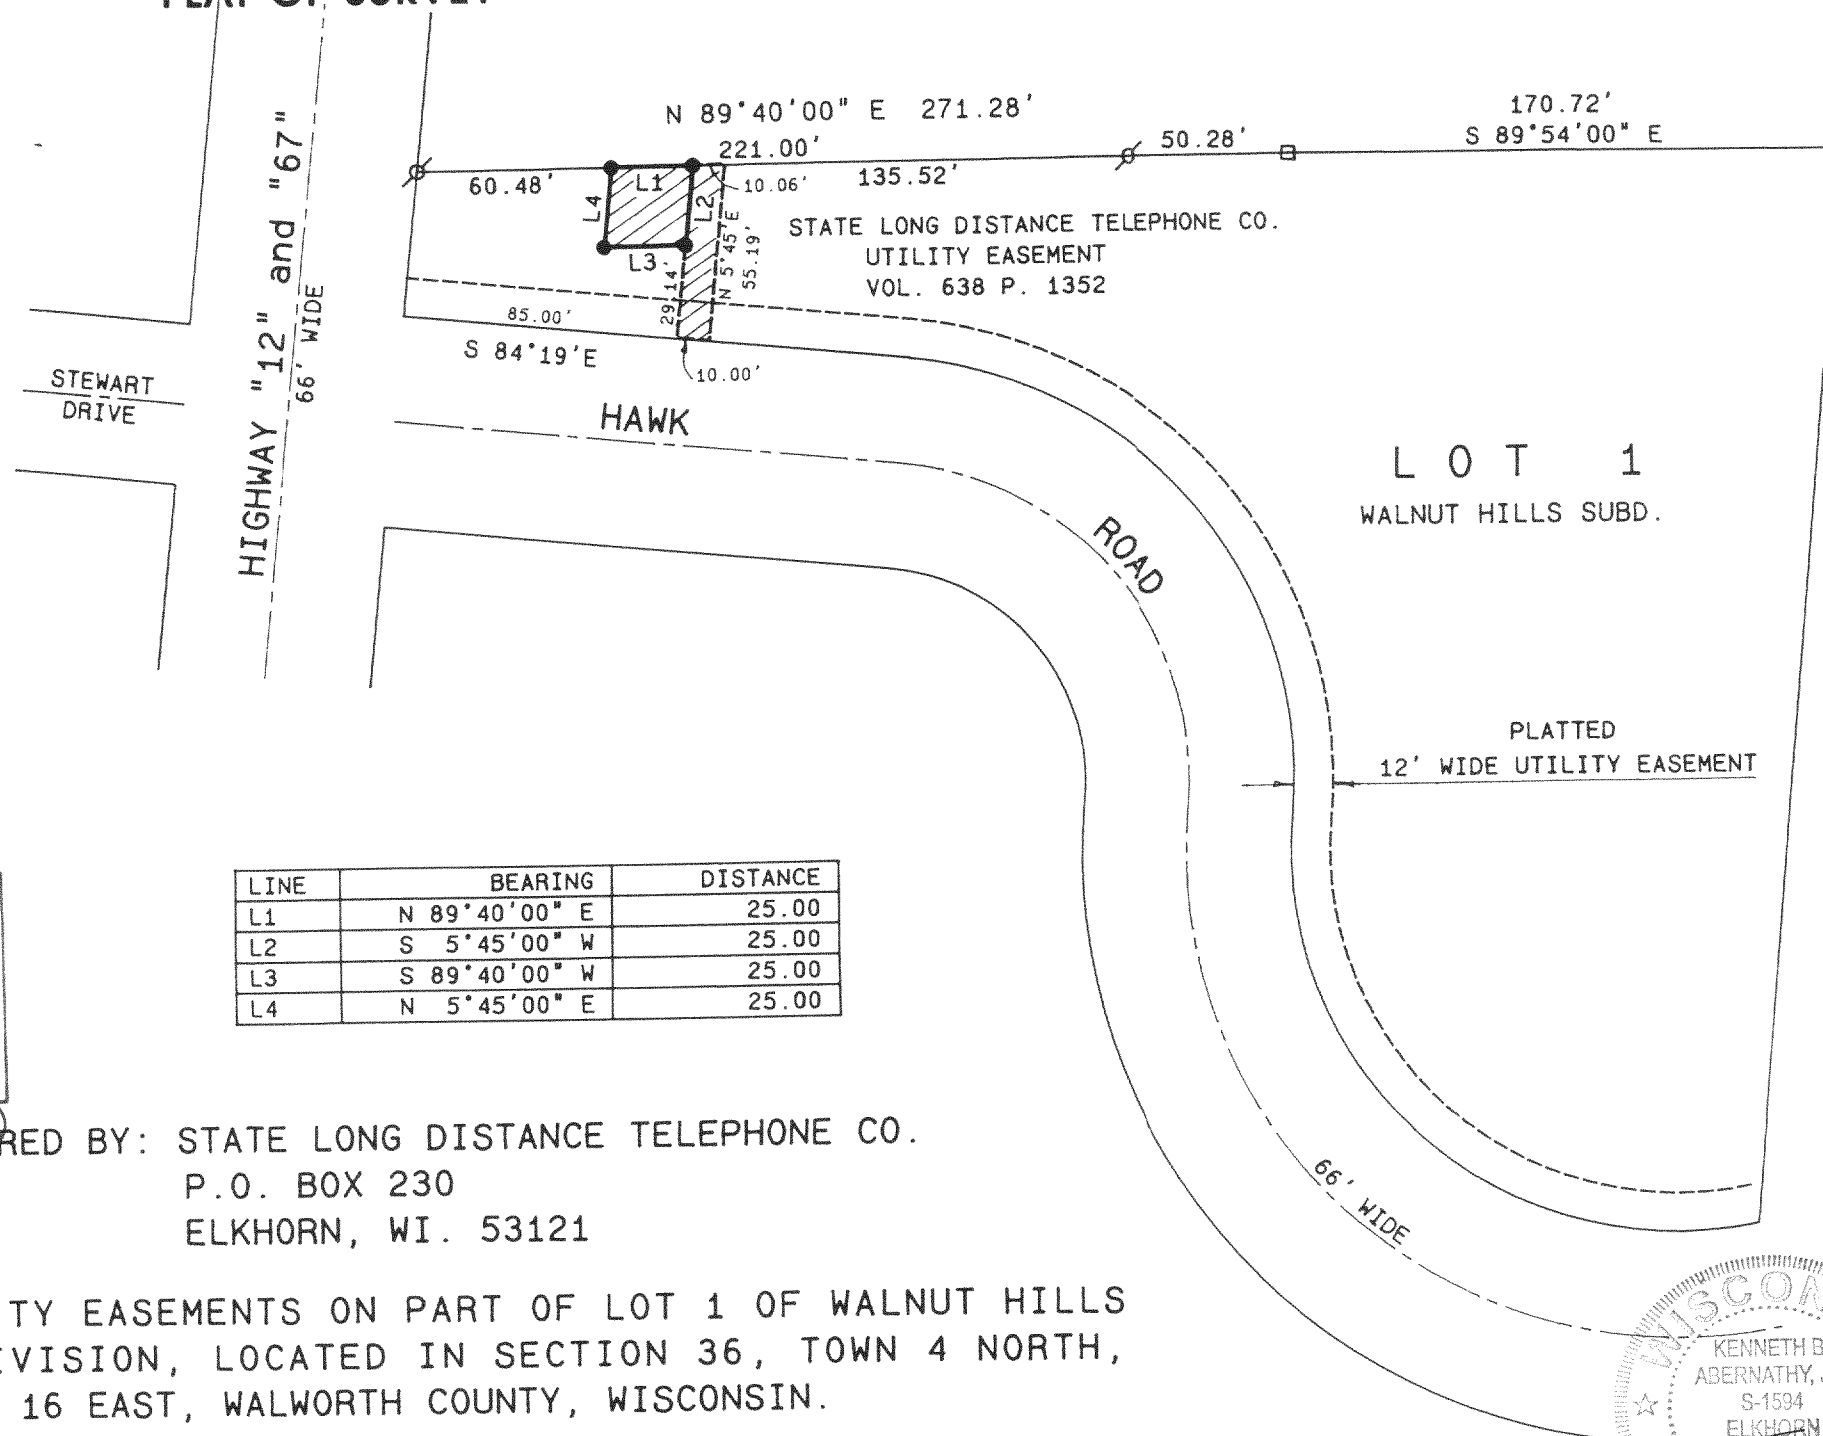 PLAT OF SURVEY
N 89°40'00" E 271.28'
170.72'
S 89°54'00" E
221.00'
50.28'
60.48'
L1
10.06'
135.52'
L4
L2
L3
N 5°45'E
55.19'
29.14
STATE LONG DISTANCE TELEPHONE CO.
UTILITY EASEMENT
VOL. 638 P. 1352
HIGHWAY "12" and "67"
66' WIDE
85.00'
S 84°19'E
10.00'
STEWART
DRIVE
HAWK
ROAD
LOT 1
WALNUT HILLS SUBD.
PLATTED
12' WIDE UTILITY EASEMENT
LINE BEARING DISTANCE
L1 N 89°40'00" E 25.00
L2 S 5°45'00" W 25.00
L3 S 89°40'00" W 25.00
L4 N 5°45'00" E 25.00
RED BY: STATE LONG DISTANCE TELEPHONE CO.
P.O. BOX 230
ELKHORN, WI. 53121
66' WIDE
TY EASEMENTS ON PART OF LOT 1 OF WALNUT HILLS
IVISION, LOCATED IN SECTION 36, TOWN 4 NORTH,
16 EAST, WALWORTH COUNTY, WISCONSIN.
WISCON
KENNETH B
ABERNATHY,
S-1594
ELKHORN